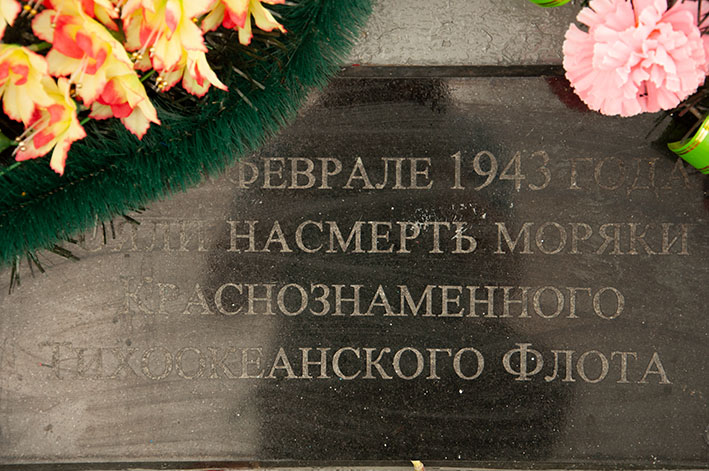 ФЕВРАЛЕ 1943 ГОДА
НАСМЕРТЬ МОРЯКИ
КРАСНОЗНАМЕННОГО
ТИХООКЕАНСКОГО ФЛОТА